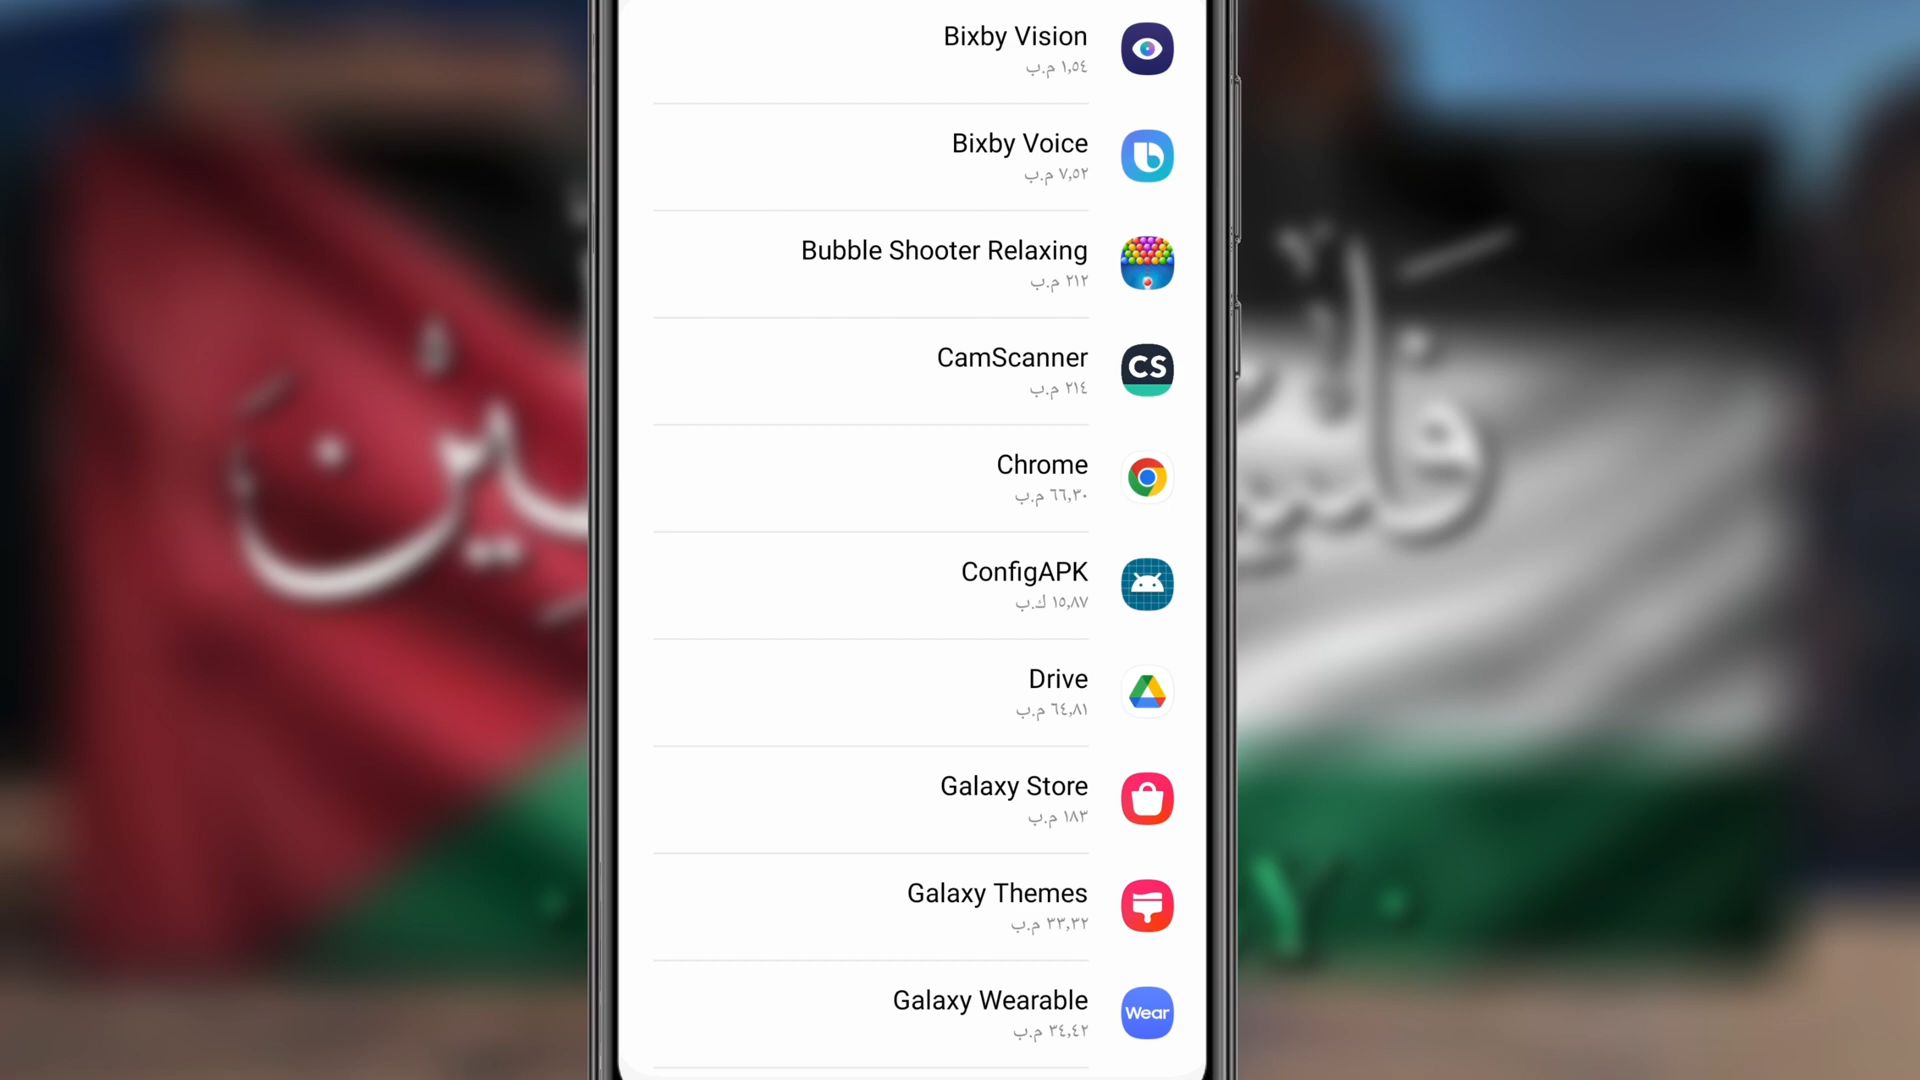 Bixby Vision
١٫٥٤ م.ب
Bixby Voice
٧٫٥٢ م.ب
Bubble Shooter Relaxing
٢١٢ م.ب
CamScanner
٢١٤ م.ب
CS
Chrome
٦٦٫٣٠ م.ب
ConfigAPK
١٥٫٨٧ ك.ب
Drive
٦٤٫٨١ م.ب
Galaxy Store
١٨٣ م.ب
Galaxy Themes
٣٣٫٣٢ م.ب
Galaxy Wearable
٣٤٫٤٢ م.ب
Wear